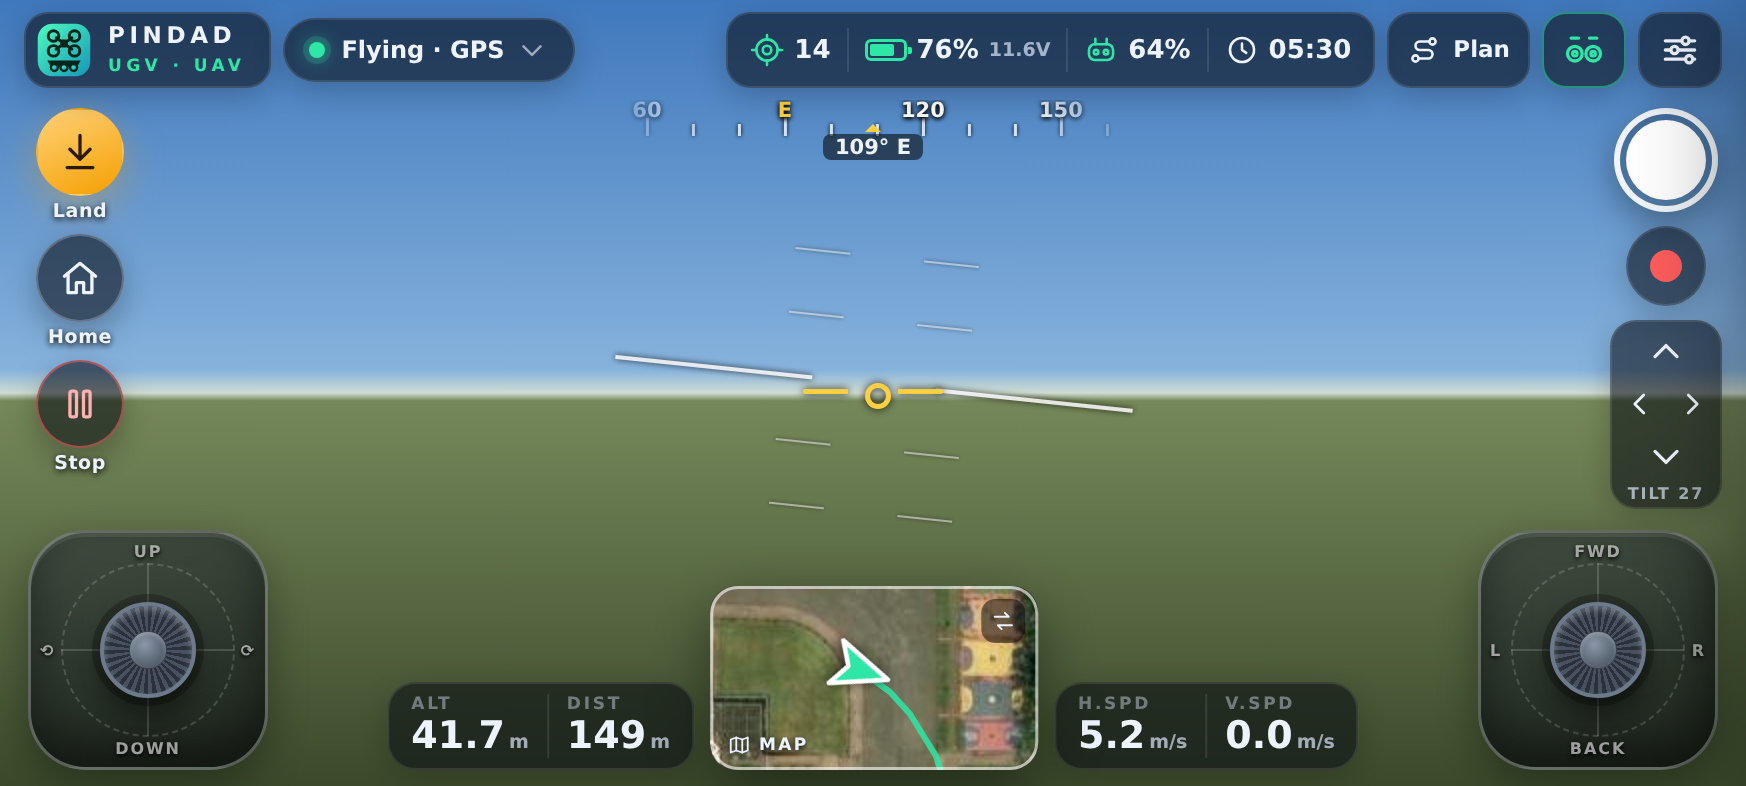 PINDAD
UGV · UAV
Flying · GPS
14
76% 11.6V
64%
05:30
Plan
60 E 120 150
109° E
Land
Home
Stop
TILT 27
UP
DOWN
FWD
L R
BACK
ALT
41.7 m
DIST
149 m
MAP
H.SPD
5.2 m/s
V.SPD
0.0 m/s